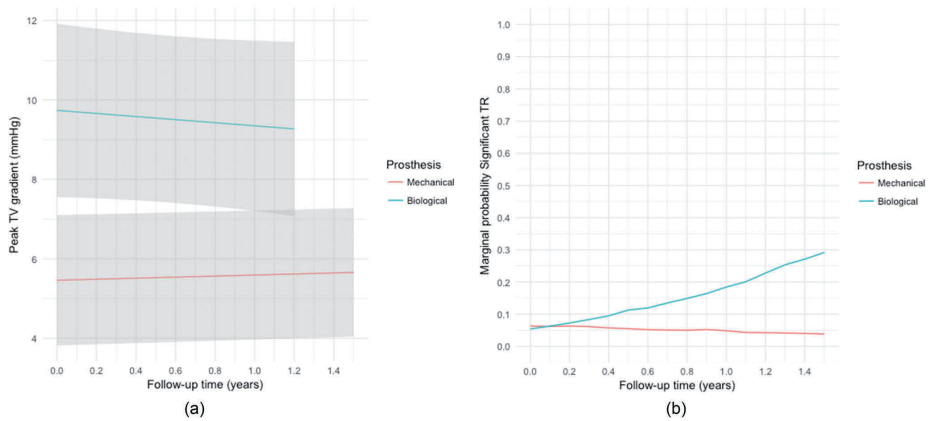 12
10
8
6
4
Peak TV gradient (mmHg)
0.0 0.2 0.4 0.6 0.8 1.0 1.2 1.4
Follow-up time (years)
Prosthesis
Mechanical
Biological
(a)
1.0
0.9
0.8
0.7
0.6
0.5
0.4
0.3
0.2
0.1
0.0
Marginal probability Significant TR
0.0 0.2 0.4 0.6 0.8 1.0 1.2 1.4
Follow-up time (years)
Prosthesis
Mechanical
Biological
(b)